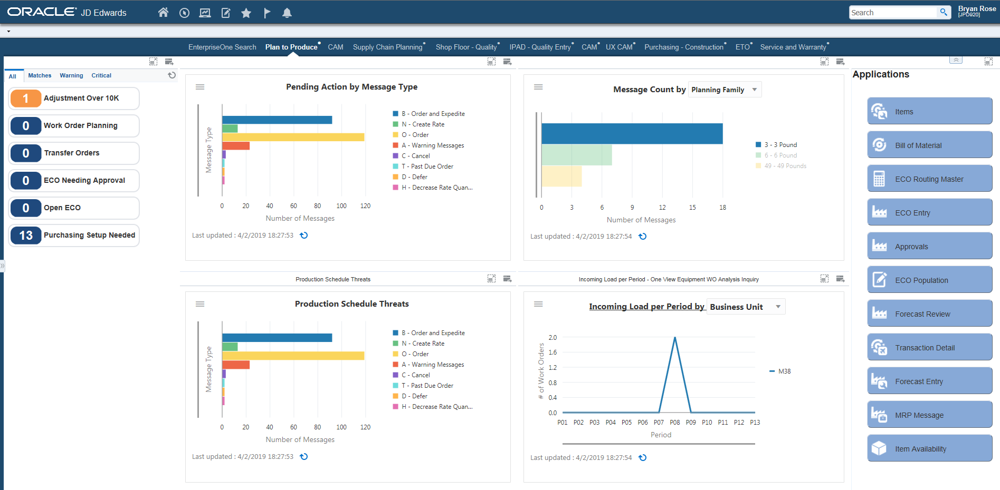 ORACLE JD Edwards
Search
Bryan Rose
[JPD920]
EnterpriseOne Search Plan to Produce CAM Supply Chain Planning Shop Floor - Quality IPAD - Quality Entry CAM UX CAM Purchasing - Construction ETO Service and Warranty
All Matches Warning Critical
1 Adjustment Over 10K
0 Work Order Planning
0 Transfer Orders
0 ECO Needing Approval
0 Open ECO
13 Purchasing Setup Needed
Pending Action by Message Type
Message Type
B - Order and Expedite
N - Create Rate
O - Order
A - Warning Messages
C - Cancel
T - Past Due Order
D - Defer
H - Decrease Rate Quan...
0 20 40 60 80 100 120
Number of Messages
Last updated : 4/2/2019 18:27:53
Message Count by Planning Family
3 - 3 Pound
6 - 6 Pound
49 - 49 Pounds
0 3 6 9 12 15 18
Number of Messages
Last updated : 4/2/2019 18:27:54
Production Schedule Threats
Production Schedule Threats
Message Type
B - Order and Expedite
N - Create Rate
O - Order
A - Warning Messages
C - Cancel
T - Past Due Order
D - Defer
H - Decrease Rate Quan...
0 20 40 60 80 100 120
Number of Messages
Last updated : 4/2/2019 18:27:53
Incoming Load per Period - One View Equipment WO Analysis Inquiry
Incoming Load per Period by Business Unit
# of Work Orders
2.0
1.6
1.2
0.8
0.4
0.0
M38
P01 P02 P03 P04 P05 P06 P07 P08 P09 P10 P11 P12 P13
Period
Last updated : 4/2/2019 18:27:54
Applications
Items
Bill of Material
ECO Routing Master
ECO Entry
Approvals
ECO Population
Forecast Review
Transaction Detail
Forecast Entry
MRP Message
Item Availability